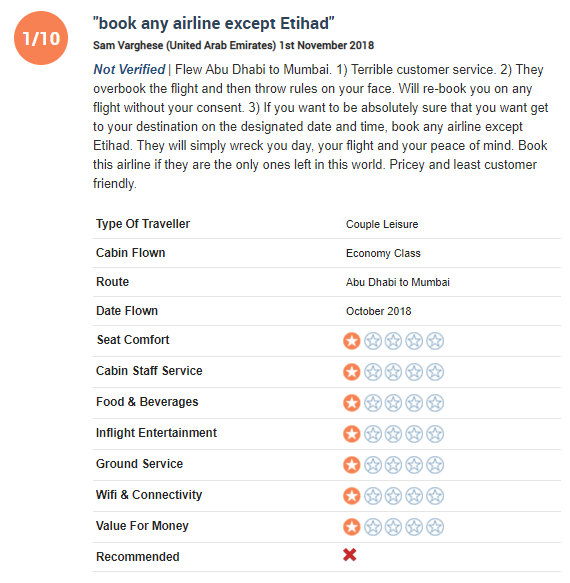 1/10
"book any airline except Etihad"
Sam Varghese (United Arab Emirates) 1st November 2018
Not Verified | Flew Abu Dhabi to Mumbai. 1) Terrible customer service. 2) They
overbook the flight and then throw rules on your face. Will re-book you on any
flight without your consent. 3) If you want to be absolutely sure that you want get
to your destination on the designated date and time, book any airline except
Etihad. They will simply wreck you day, your flight and your peace of mind. Book
this airline if they are the only ones left in this world. Pricey and least customer
friendly.
Type Of Traveller Couple Leisure
Cabin Flown Economy Class
Route Abu Dhabi to Mumbai
Date Flown October 2018
Seat Comfort
Cabin Staff Service
Food & Beverages
Inflight Entertainment
Ground Service
Wifi & Connectivity
Value For Money
Recommended